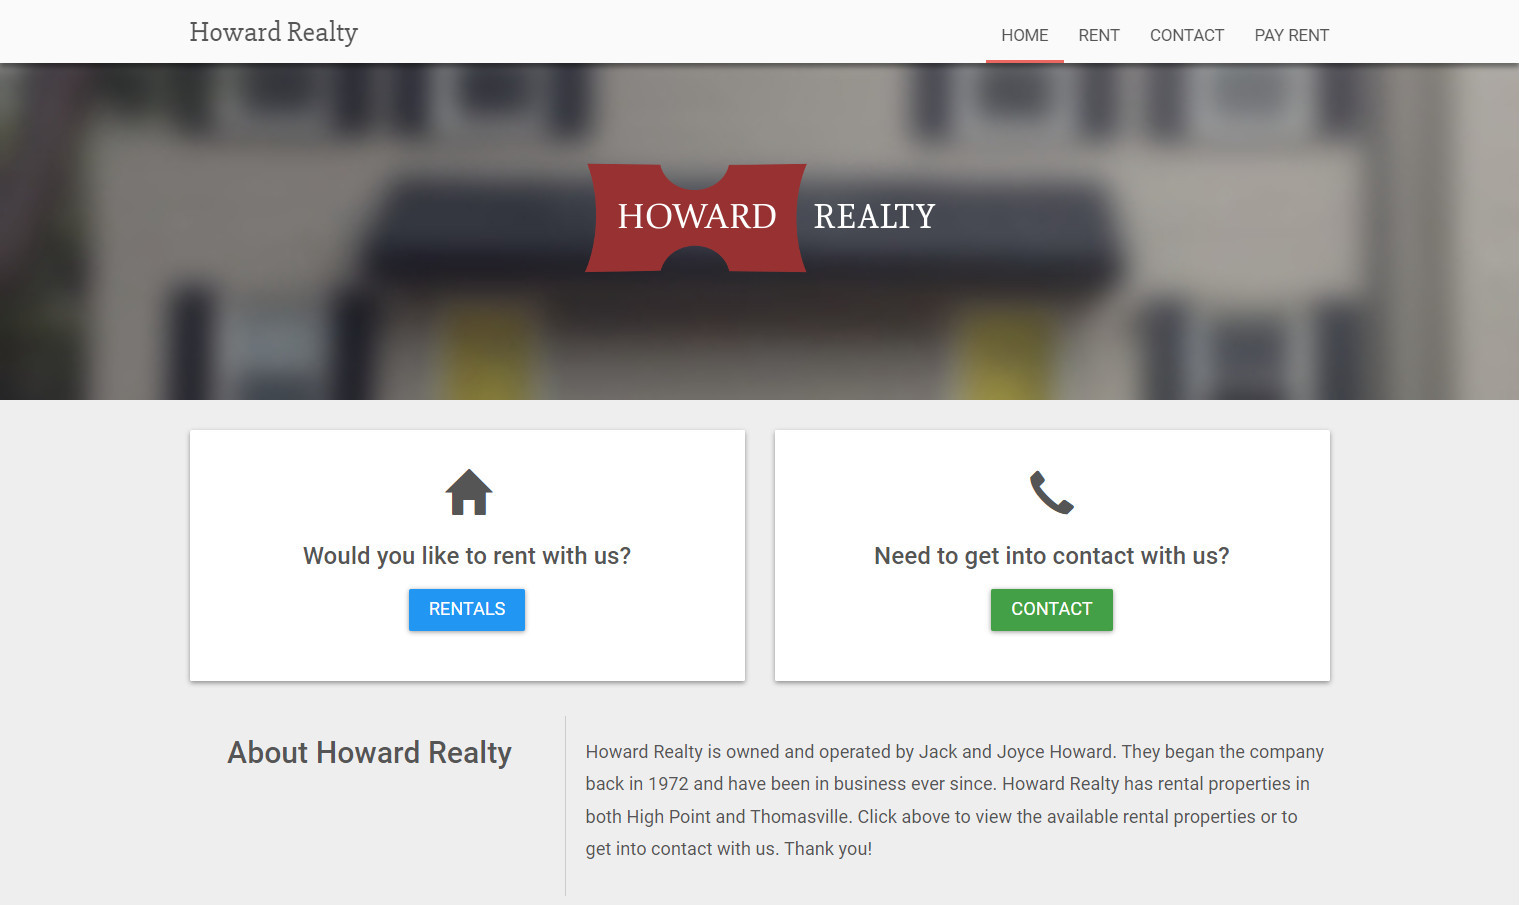 Howard Realty
HOME RENT CONTACT PAY RENT
HOWARD REALTY
Would you like to rent with us?
RENTALS
Need to get into contact with us?
CONTACT
About Howard Realty
Howard Realty is owned and operated by Jack and Joyce Howard. They began the company
back in 1972 and have been in business ever since. Howard Realty has rental properties in
both High Point and Thomasville. Click above to view the available rental properties or to
get into contact with us. Thank you!